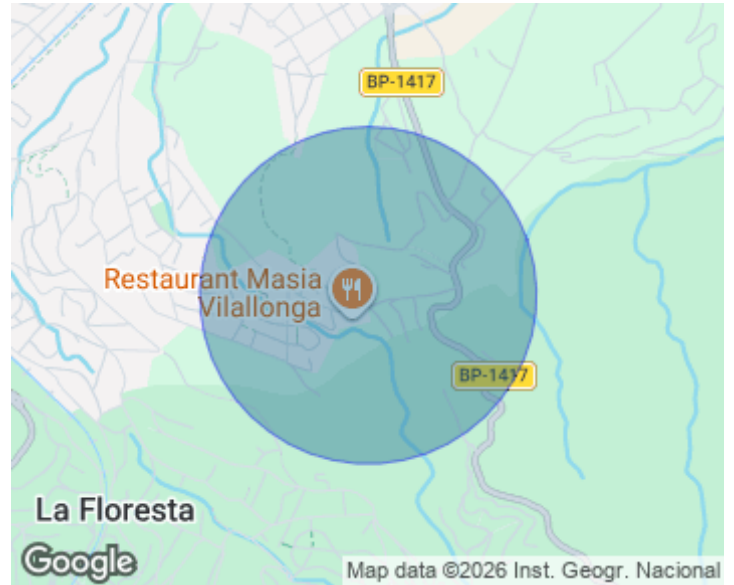 BP-1417
Restaurant Masia
Vilallonga
BP-1417
La Floresta
Google
Map data ©2026 Inst. Geogr. Nacional